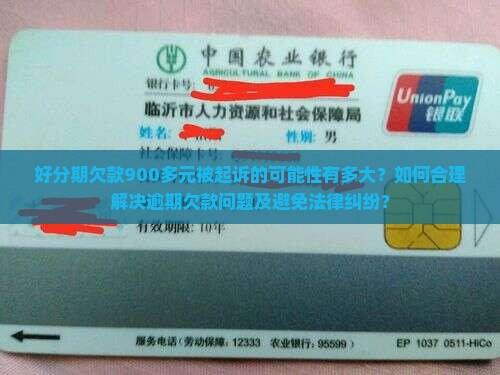 中国农业银行
AGRICULTURAL BANK OF CHINA
银行卡号:
UnionPay
银联
临沂市人力资源和社会保障局
姓名:
性别: 男
社会保障卡号:
好分期欠款900多元被起诉的可能性有多大？如何合理
解决逾期欠款问题及避免法律纠纷？
有效期限: 10年
服务电话(劳动保障: 12333 农业银行: 95599)
EP 1037 0511-HiCo